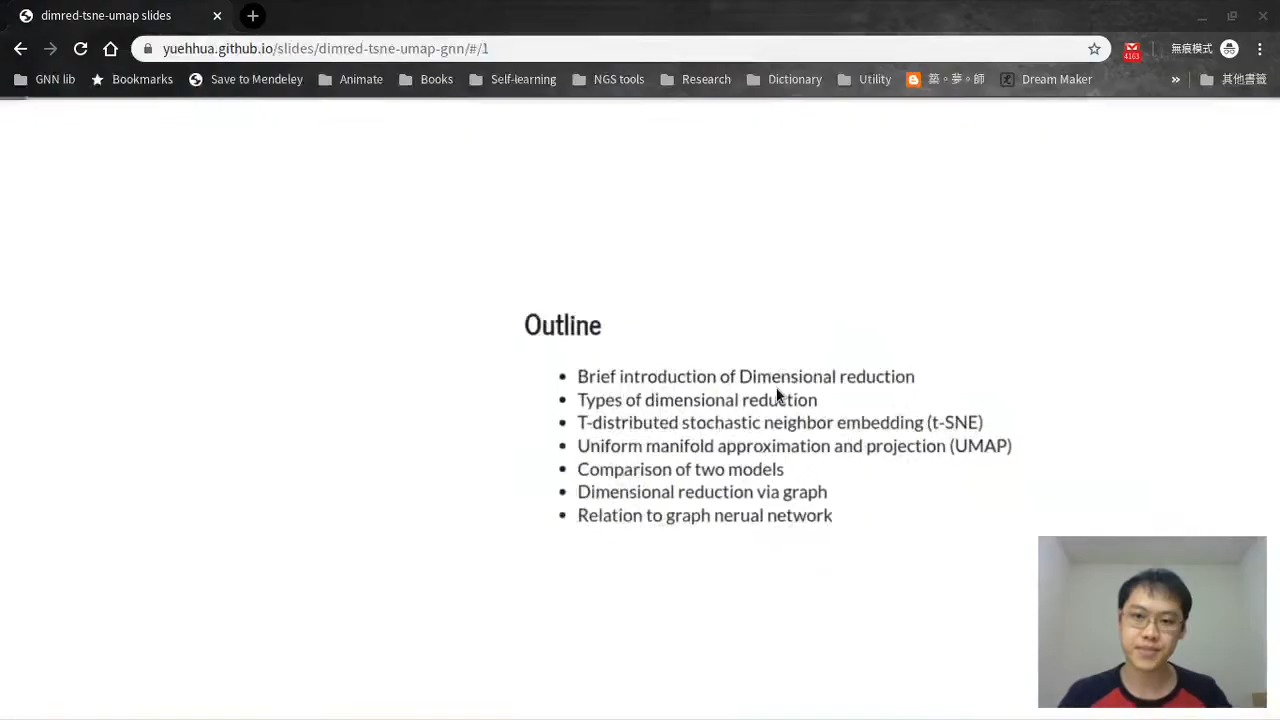 dimred-tsne-umap slides
yuehhua.github.io/slides/dimred-tsne-umap-gnn/#/1
4163
無痕模式
GNN lib
Bookmarks
Save to Mendeley
Animate
Books
Self-learning
NGS tools
Research
Dictionary
Utility
築。夢。師
Dream Maker
»
其他書籤
Outline
• Brief introduction of Dimensional reduction
• Types of dimensional reduction
• T-distributed stochastic neighbor embedding (t-SNE)
• Uniform manifold approximation and projection (UMAP)
• Comparison of two models
• Dimensional reduction via graph
• Relation to graph nerual network